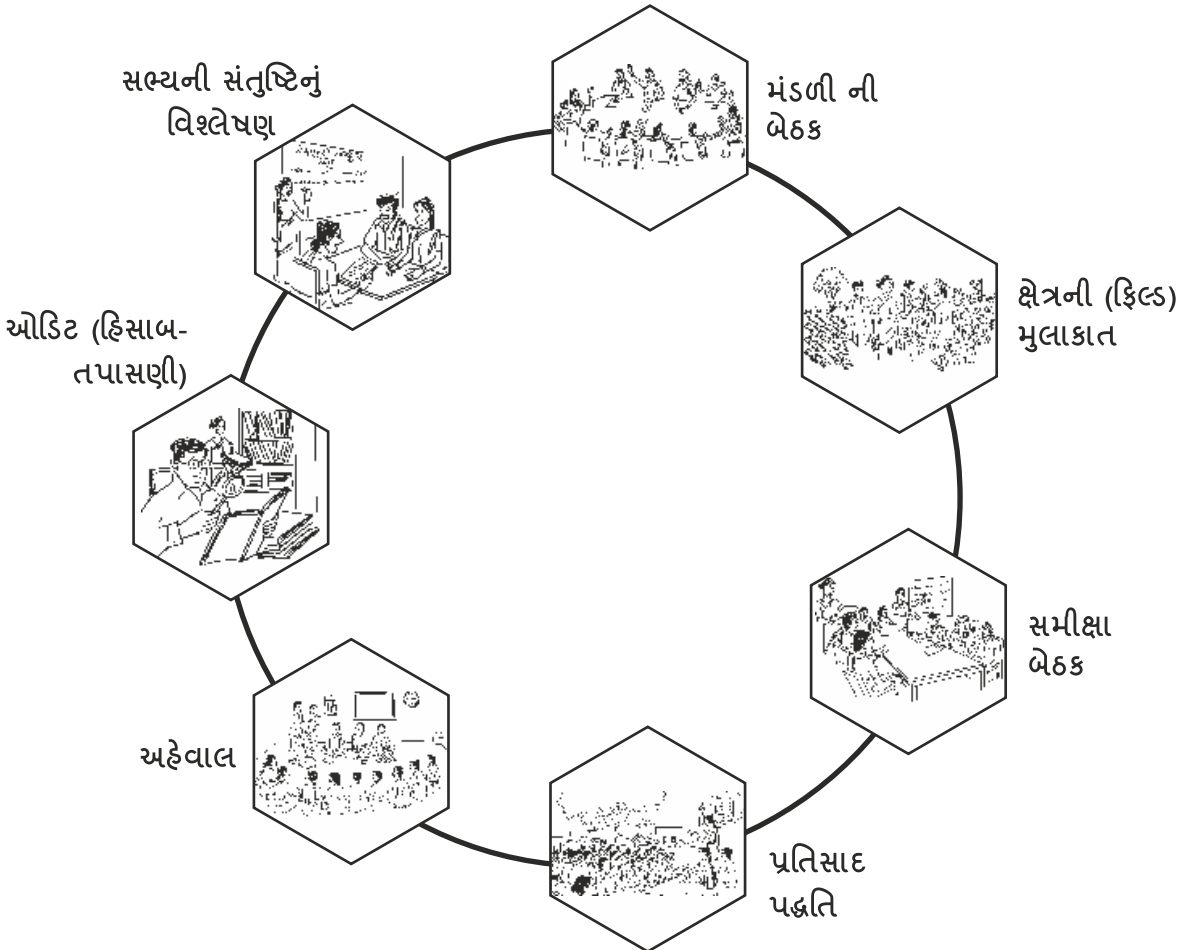 મંડળી ની
બેઠક
ક્ષેત્રની (ફિલ્ડ)
મુલાકાત
સમીક્ષા
બેઠક
પ્રતિસાદ
પદ્ધતિ
અહેવાલ
ઓડિટ (હિસાબ-
તપાસણી)
સભ્યની સંતુષ્ટિનું
વિશ્લેષણ